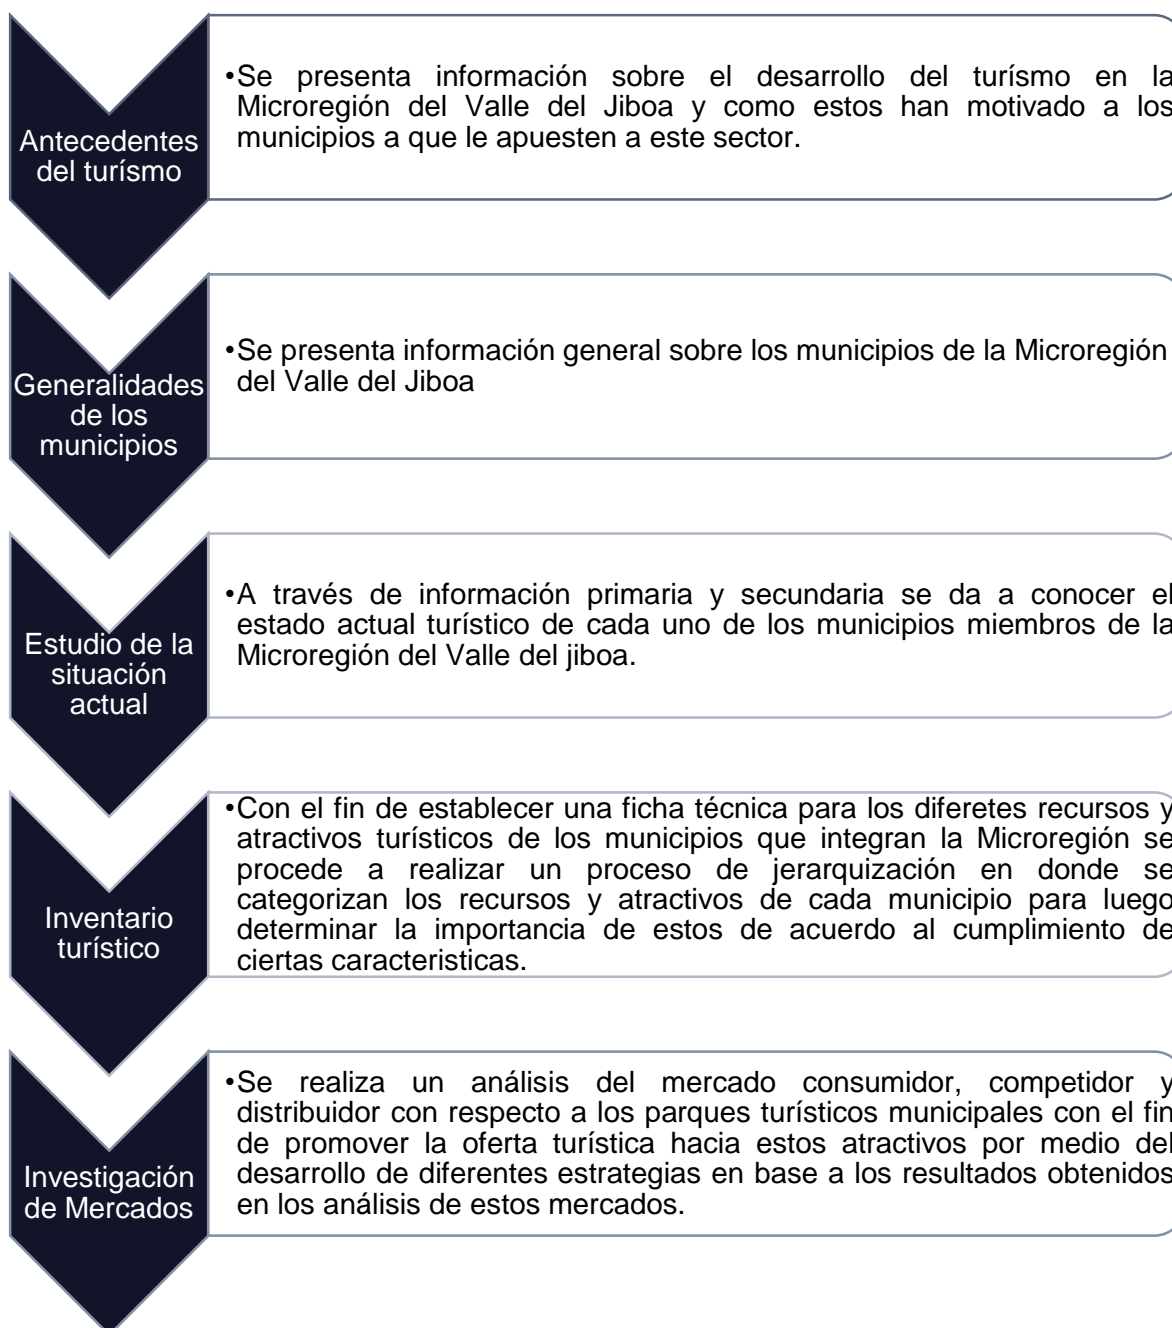 Antecedentes
del turísmo
•Se presenta información sobre el desarrollo del turísmo en la
Microregión del Valle del Jiboa y como estos han motivado a los
municipios a que le apuesten a este sector.
Generalidades
de los
municipios
•Se presenta información general sobre los municipios de la Microregión
del Valle del Jiboa
Estudio de la
situación
actual
•A través de información primaria y secundaria se da a conocer el
estado actual turístico de cada uno de los municipios miembros de la
Microregión del Valle del jiboa.
Inventario
turístico
•Con el fin de establecer una ficha técnica para los diferetes recursos y
atractivos turísticos de los municipios que integran la Microregión se
procede a realizar un proceso de jerarquización en donde se
categorizan los recursos y atractivos de cada municipio para luego
determinar la importancia de estos de acuerdo al cumplimiento de
ciertas caracteristicas.
Investigación
de Mercados
•Se realiza un análisis del mercado consumidor, competidor y
distribuidor con respecto a los parques turísticos municipales con el fin
de promover la oferta turística hacia estos atractivos por medio del
desarrollo de diferentes estrategias en base a los resultados obtenidos
en los análisis de estos mercados.